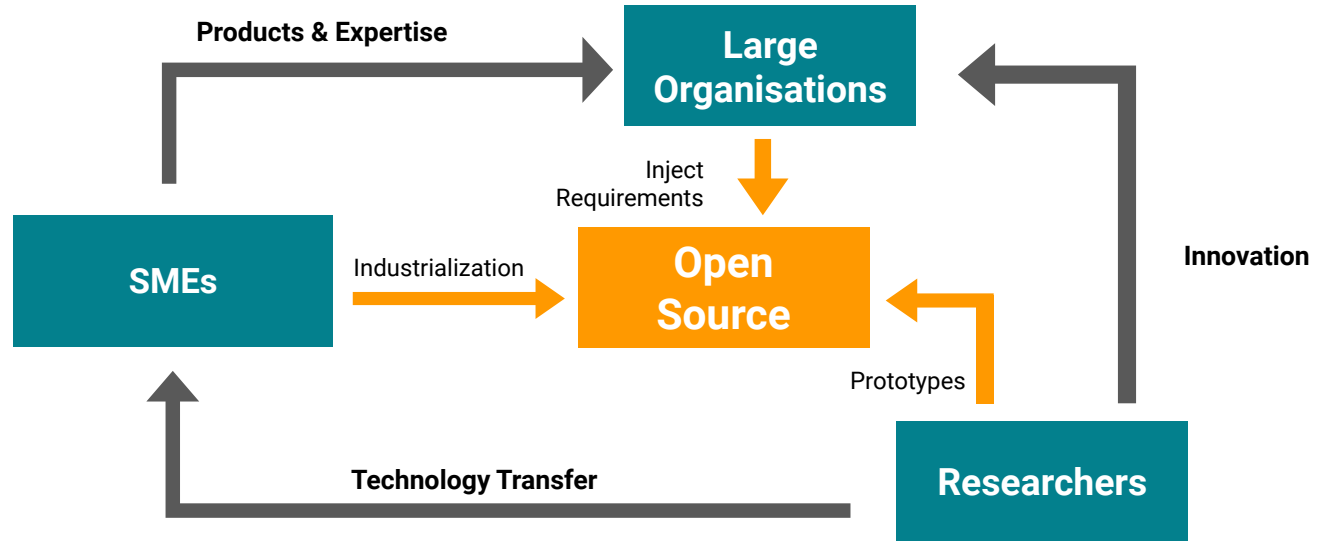 Products & Expertise
Large
Organisations
Inject
Requirements
SMEs
Industrialization
Open
Source
Innovation
Prototypes
Technology Transfer
Researchers